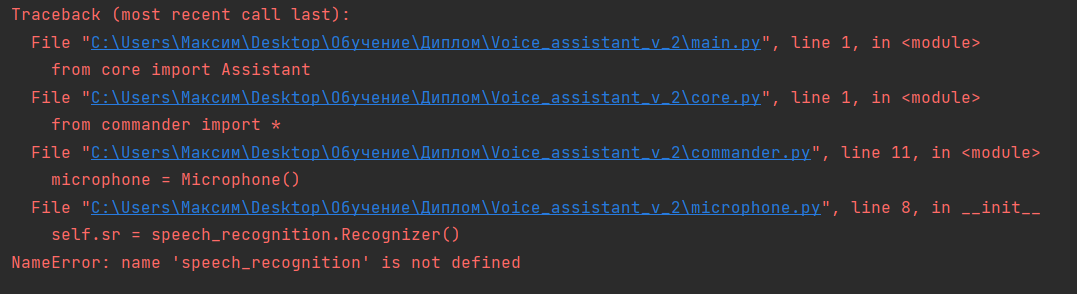 Traceback (most recent call last):
File "C:\Users\Максим\Desktop\Обучение\Диплом\Voice_assistant_v_2\main.py", line 1, in <module>
from core import Assistant
File "C:\Users\Максим\Desktop\Обучение\Диплом\Voice_assistant_v_2\core.py", line 1, in <module>
from commander import *
File "C:\Users\Максим\Desktop\Обучение\Диплом\Voice_assistant_v_2\commander.py", line 11, in <module>
microphone = Microphone()
File "C:\Users\Максим\Desktop\Обучение\Диплом\Voice_assistant_v_2\microphone.py", line 8, in __init__
self.sr = speech_recognition.Recognizer()
NameError: name 'speech_recognition' is not defined